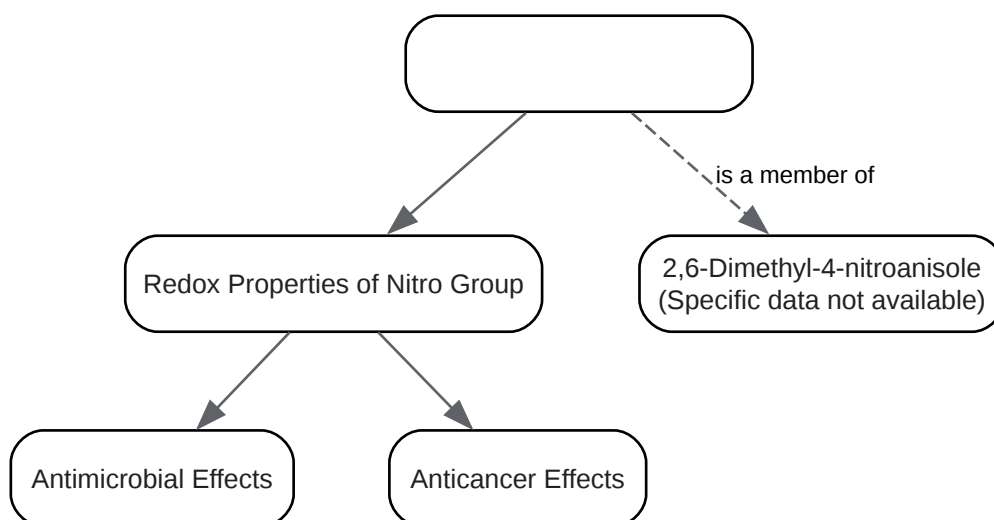 is a member of
Redox Properties of Nitro Group
2,6-Dimethyl-4-nitroanisole
(Specific data not available)
Antimicrobial Effects
Anticancer Effects